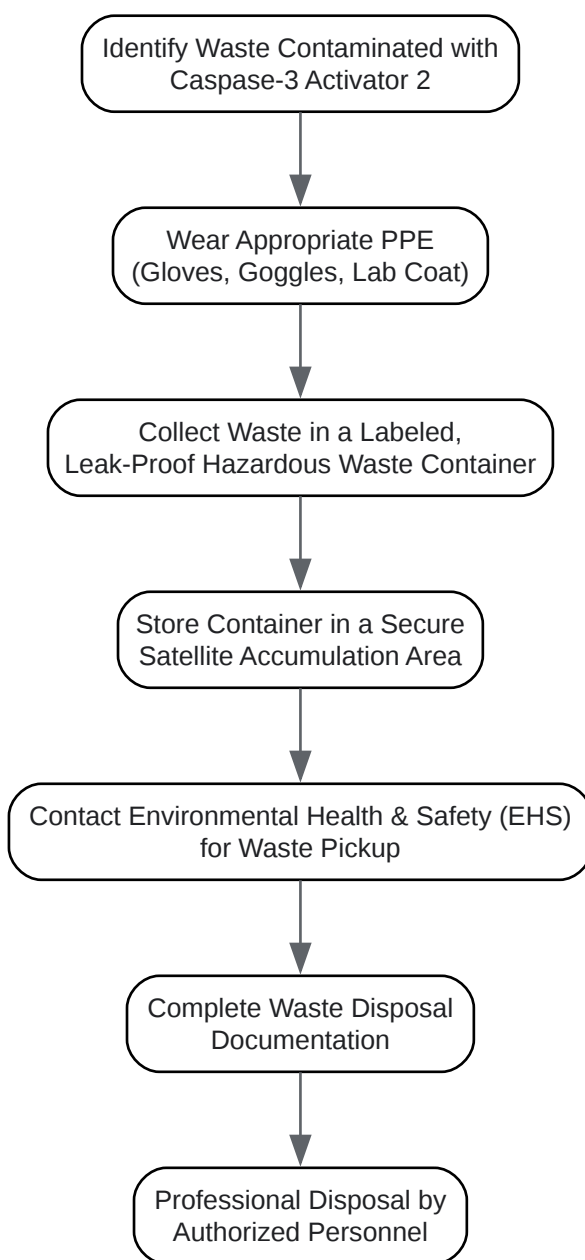 Identify Waste Contaminated with
Caspase-3 Activator 2
Wear Appropriate PPE
(Gloves, Goggles, Lab Coat)
Collect Waste in a Labeled,
Leak-Proof Hazardous Waste Container
Store Container in a Secure
Satellite Accumulation Area
Contact Environmental Health & Safety (EHS)
for Waste Pickup
Complete Waste Disposal
Documentation
Professional Disposal by
Authorized Personnel